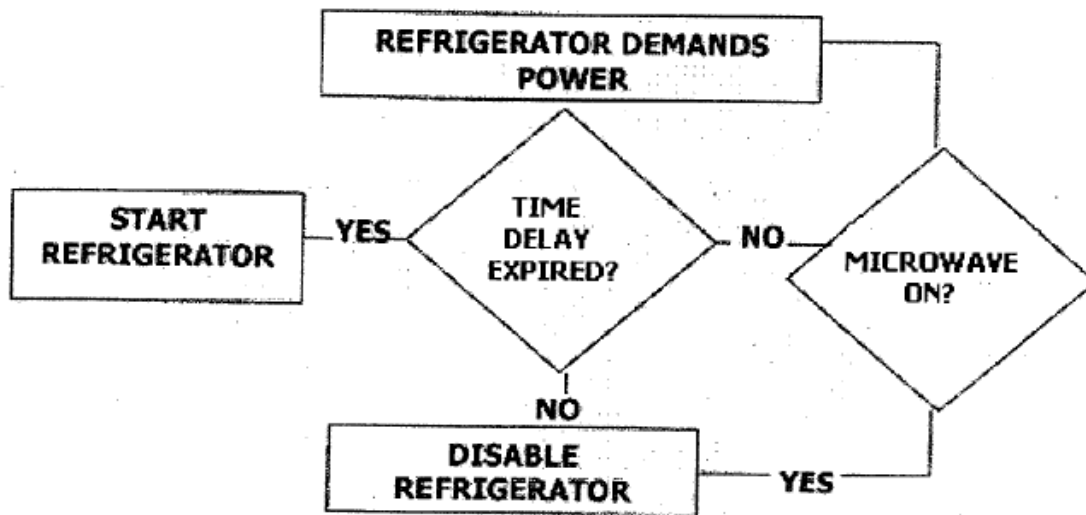 REFRIGERATOR DEMANDS
POWER
START
REFRIGERATOR
YES
TIME
DELAY
EXPIRED?
NO
MICROWAVE
ON?
NO
DISABLE
REFRIGERATOR
YES